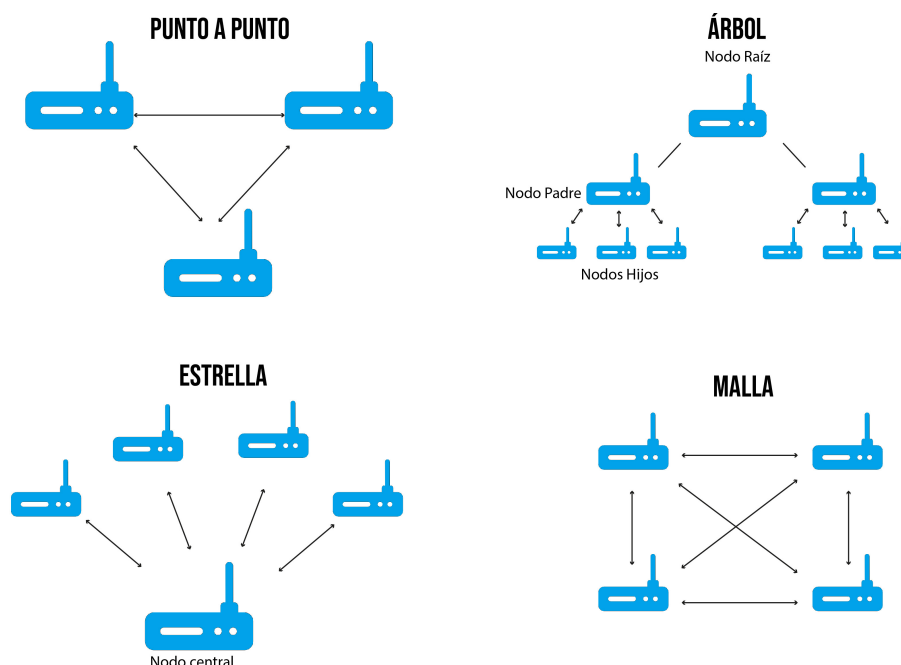 PUNTO A PUNTO
ÁRBOL
Nodo Raíz
Nodo Padre
Nodos Hijos
ESTRELLA
MALLA
Nodo central